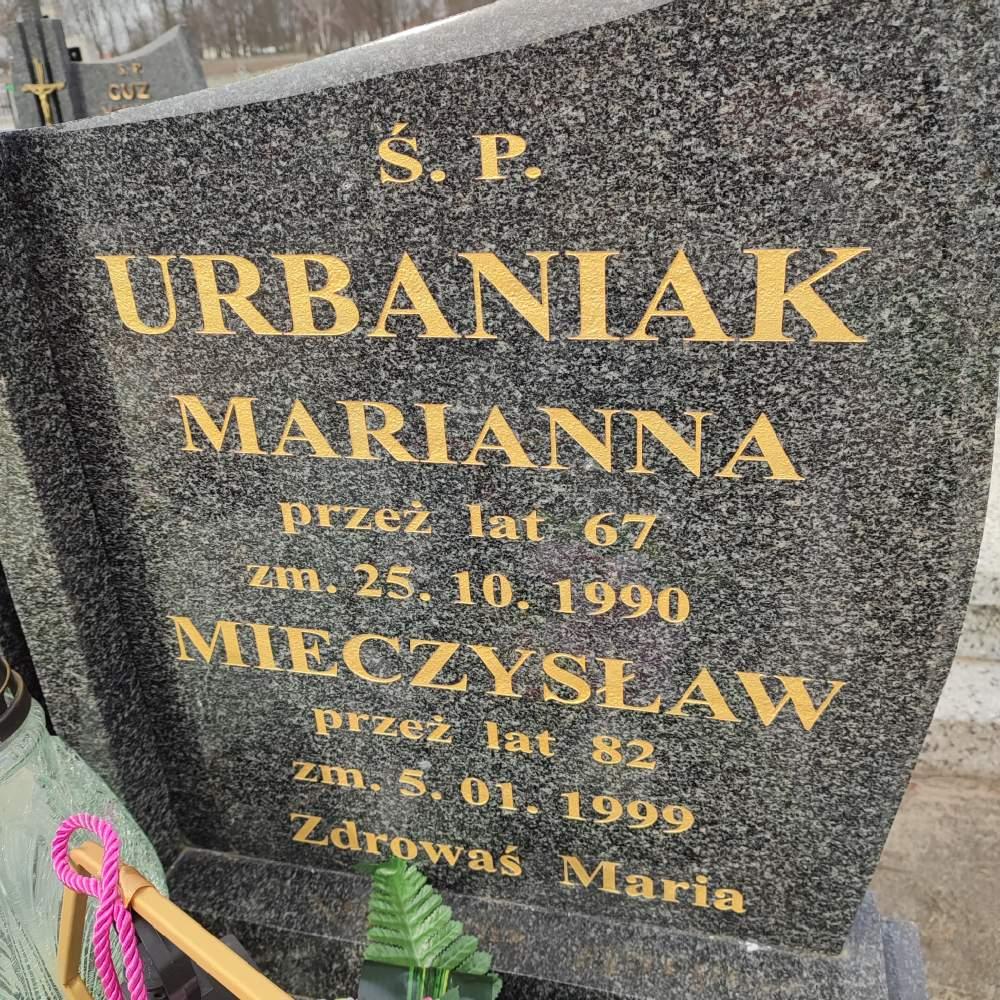 Ś. P.
GUZ
Ś. P.
URBANIAK
MARIANNA
przeż lat 67
zm. 25. 10. 1990
MIECZYSŁAW
przeż lat 82
zm. 5. 01. 1999
Zdrowaś Maria